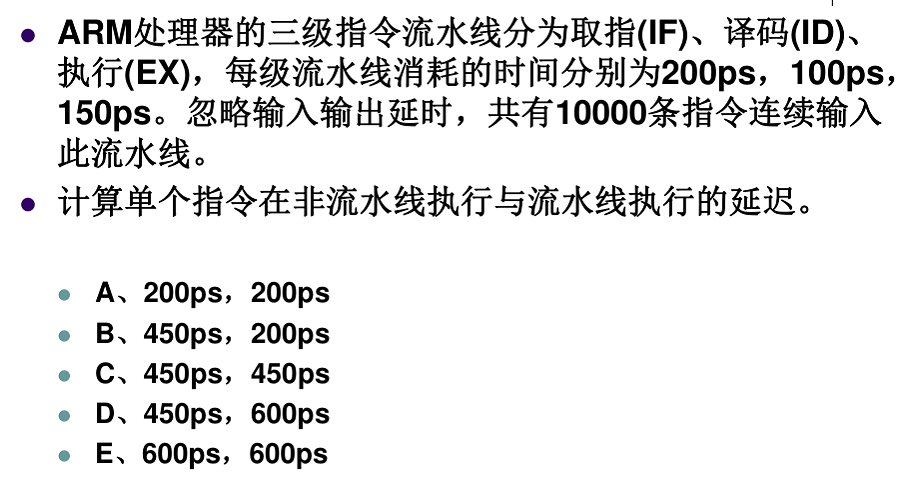 ARM处理器的三级指令流水线分为取指(IF)、译码(ID)、
执行(EX)，每级流水线消耗的时间分别为200ps，100ps，
150ps。忽略输入输出延时，共有10000条指令连续输入
此流水线。
计算单个指令在非流水线执行与流水线执行的延迟。
A、200ps，200ps
B、450ps，200ps
C、450ps，450ps
D、450ps，600ps
E、600ps，600ps